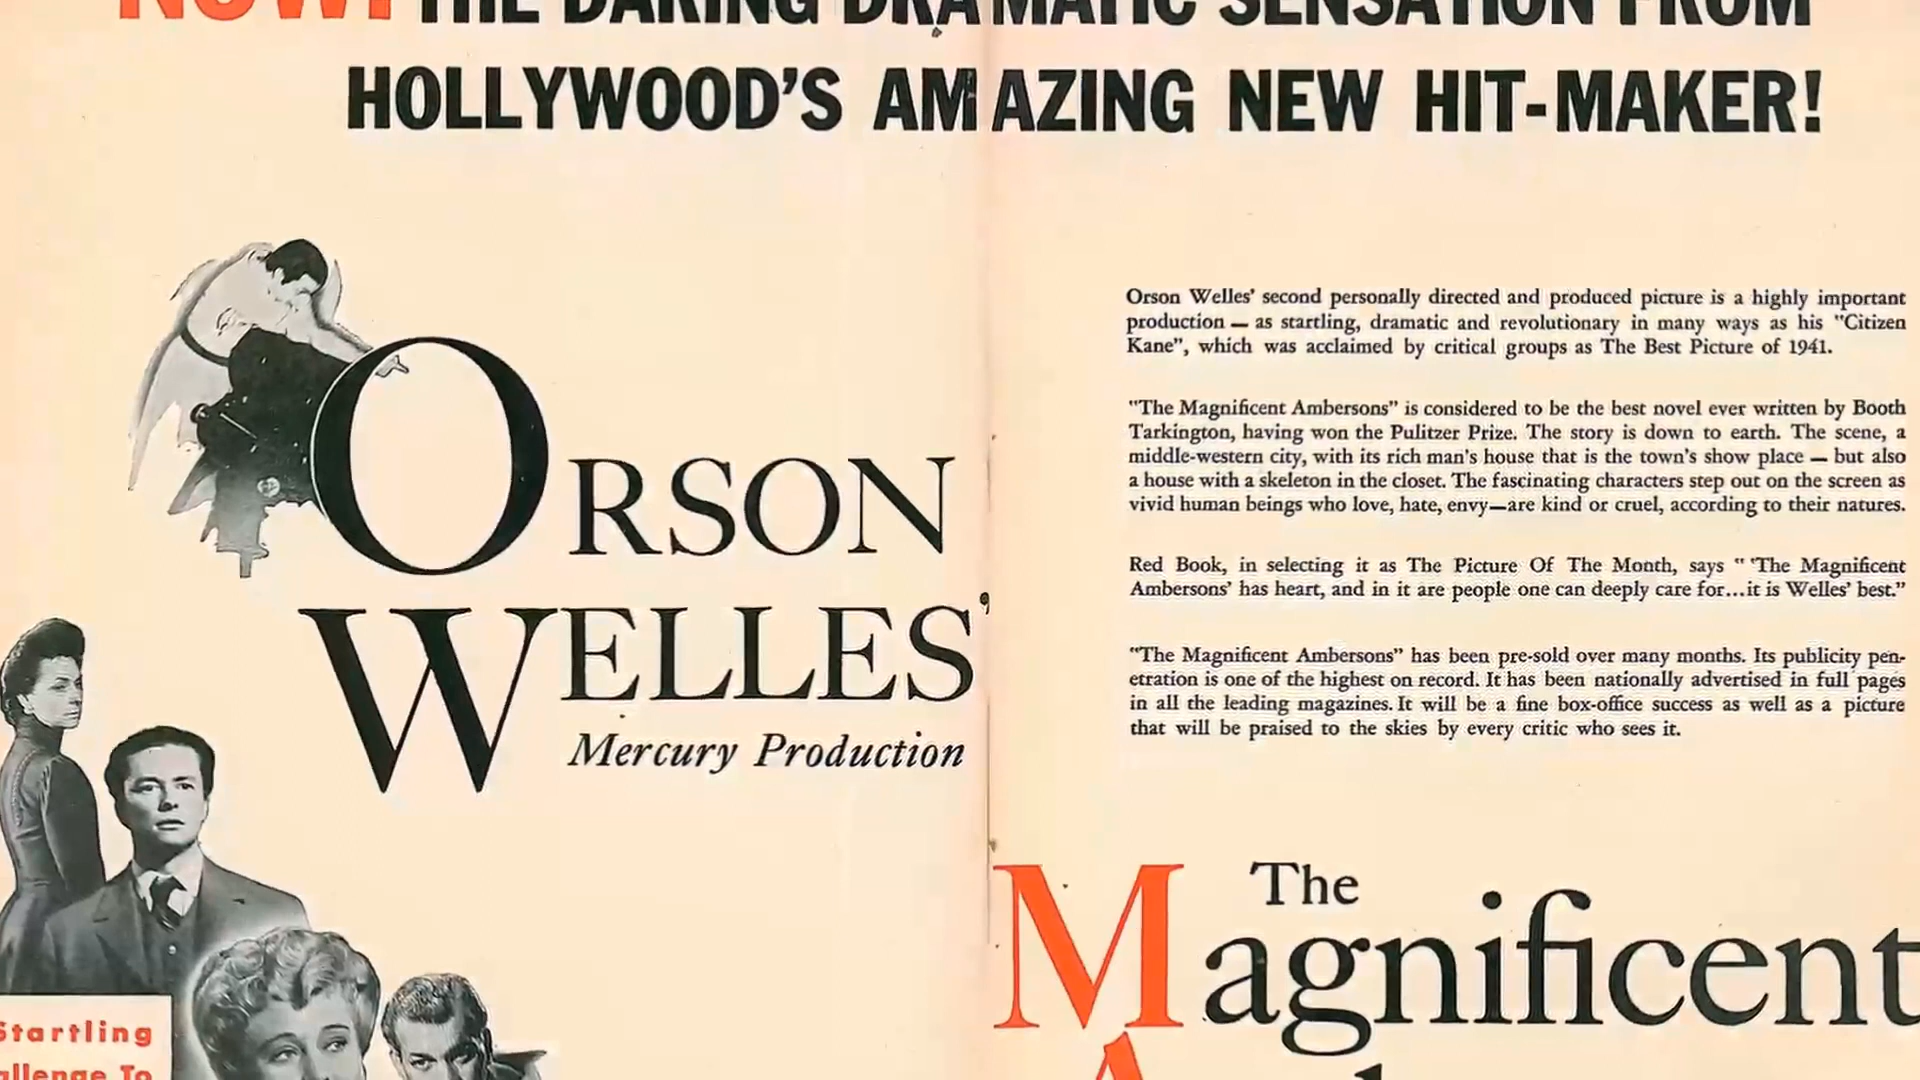 NOW! THE DARING DRAMATIC SENSATION FROM
HOLLYWOOD'S AMAZING NEW HIT-MAKER!
ORSON
WELLES'
Mercury Production
Orson Welles' second personally directed and produced picture is a highly important
production — as startling, dramatic and revolutionary in many ways as his "Citizen
Kane", which was acclaimed by critical groups as The Best Picture of 1941.
"The Magnificent Ambersons" is considered to be the best novel ever written by Booth
Tarkington, having won the Pulitzer Prize. The story is down to earth. The scene, a
middle-western city, with its rich man's house that is the town's show place — but also
a house with a skeleton in the closet. The fascinating characters step out on the screen as
vivid human beings who love, hate, envy—are kind or cruel, according to their natures.
Red Book, in selecting it as The Picture Of The Month, says " 'The Magnificent
Ambersons' has heart, and in it are people one can deeply care for...it is Welles' best."
"The Magnificent Ambersons" has been pre-sold over many months. Its publicity pen-
etration is one of the highest on record. It has been nationally advertised in full pages
in all the leading magazines. It will be a fine box-office success as well as a picture
that will be praised to the skies by every critic who sees it.
The
Magnificent
Startling
To